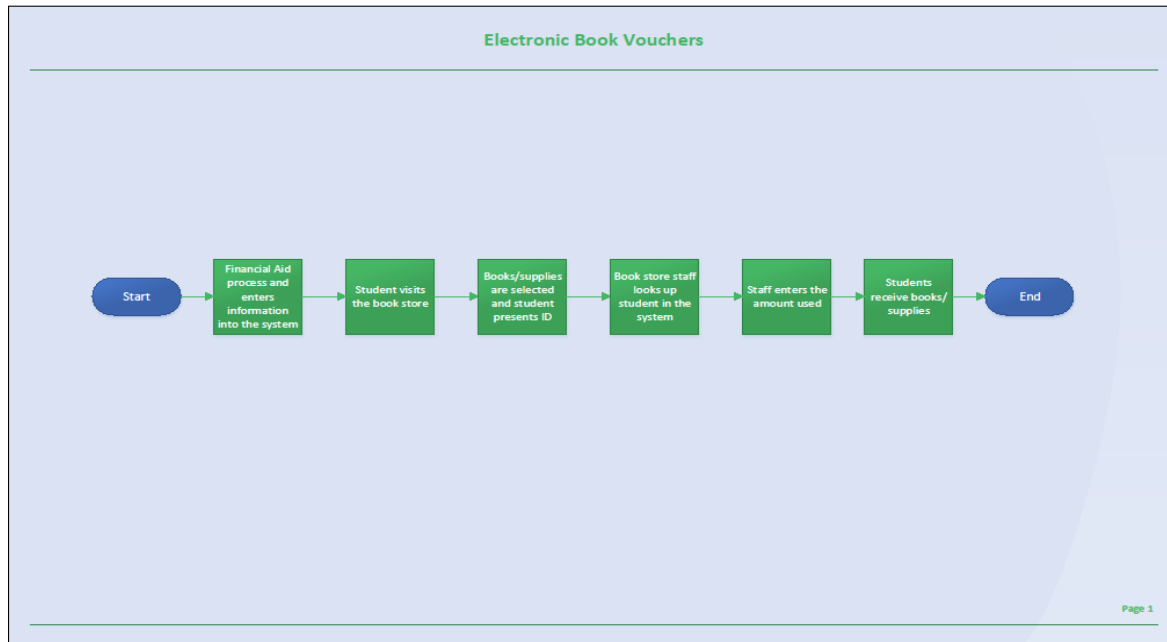 Electronic Book Vouchers
Start
Financial Aid
process and
enters
information
into the system
Student visits
the book store
Books/supplies
are selected
and student
presents ID
Book store staff
looks up
student in the
system
Staff enters the
amount used
Students
receive books/
supplies
End
Page 1